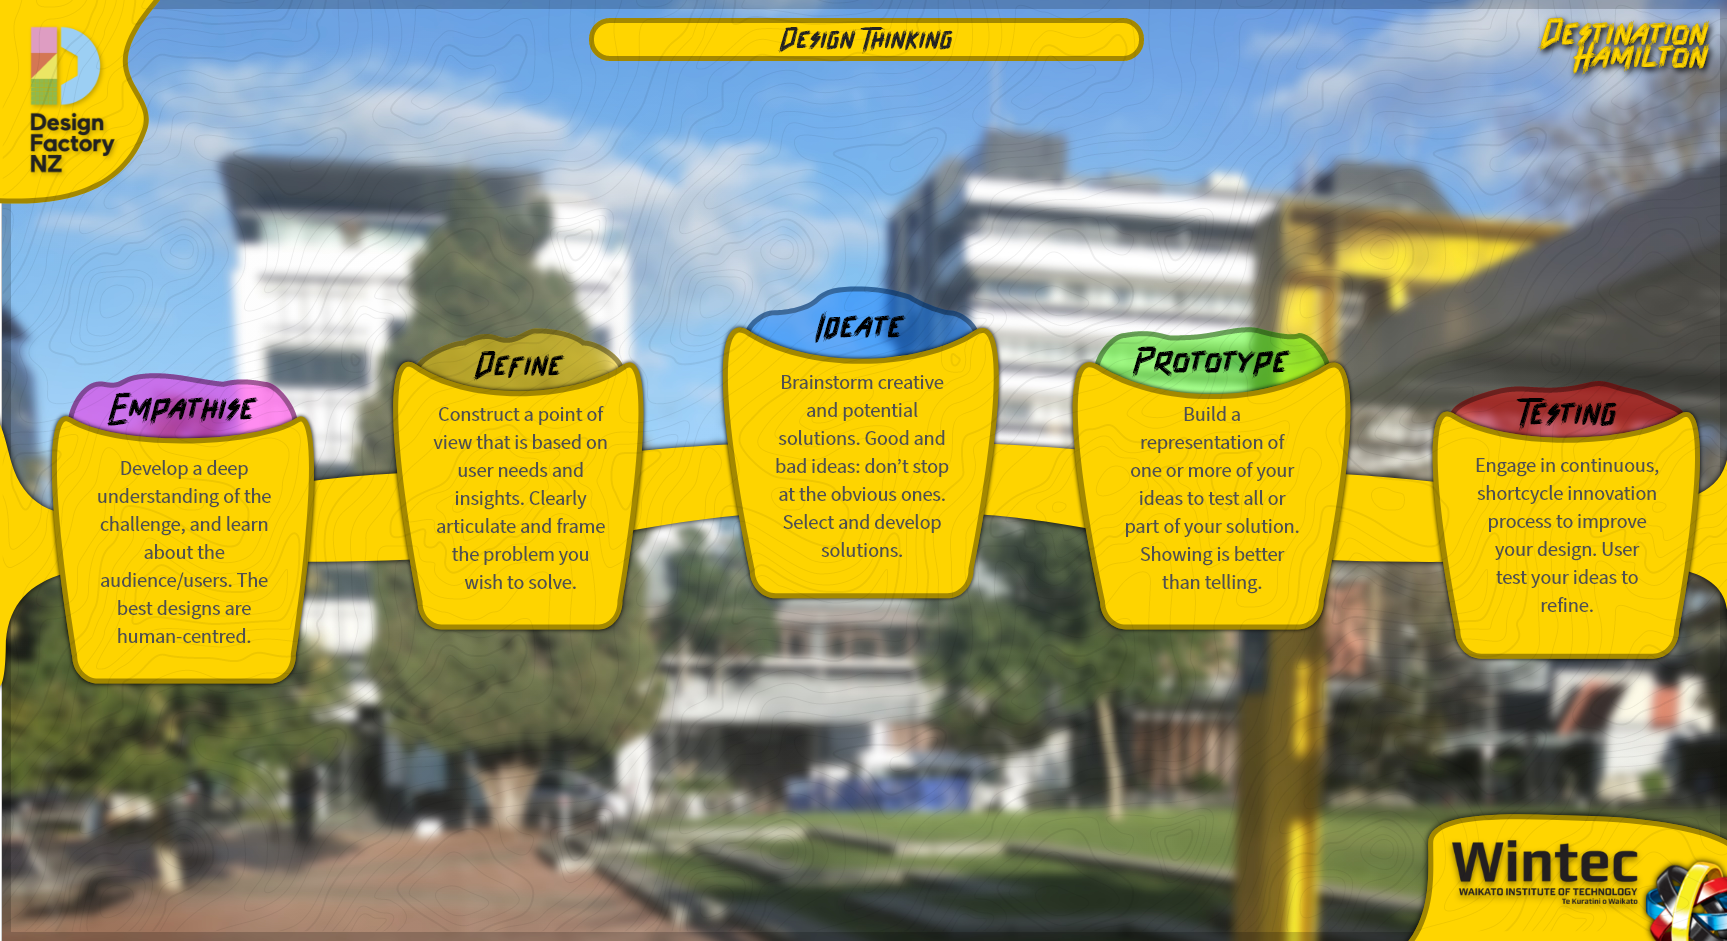 Design
Factory
NZ
Design Thinking
Destination
Hamilton
Empathise
Develop a deep
understanding of the
challenge, and learn
about the
audience/users. The
best designs are
human-centred.
Define
Construct a point of
view that is based on
user needs and
insights. Clearly
articulate and frame
the problem you
wish to solve.
Ideate
Brainstorm creative
and potential
solutions. Good and
bad ideas: don’t stop
at the obvious ones.
Select and develop
solutions.
Prototype
Build a
representation of
one or more of your
ideas to test all or
part of your solution.
Showing is better
than telling.
Testing
Engage in continuous,
shortcycle innovation
process to improve
your design. User
test your ideas to
refine.
Wintec
WAIKATO INSTITUTE OF TECHNOLOGY
Te Kuratini o Waikato